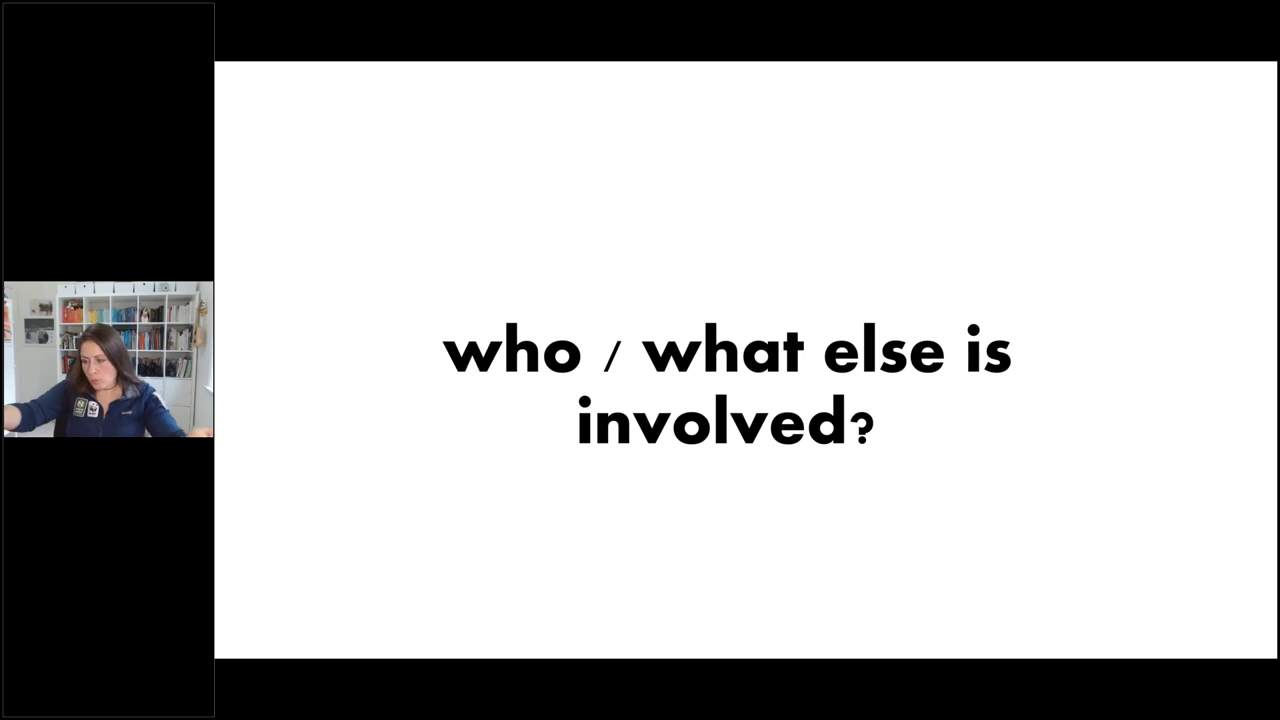 who / what else is
involved?